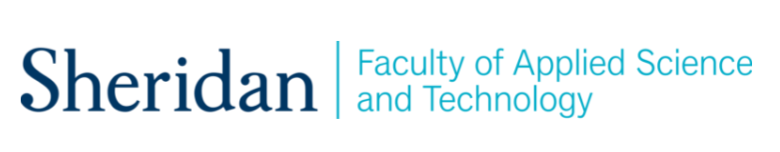 Sheridan
Faculty of Applied Science
and Technology